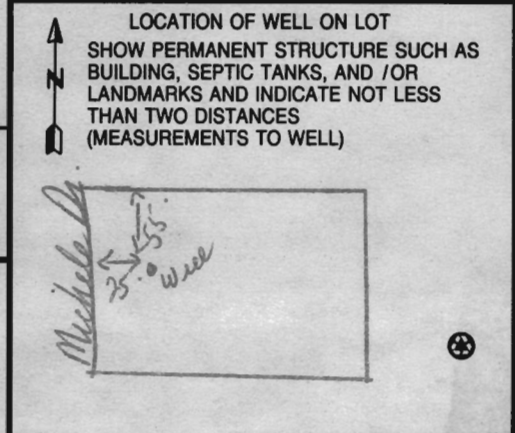 LOCATION OF WELL ON LOT
SHOW PERMANENT STRUCTURE SUCH AS
BUILDING, SEPTIC TANKS, AND /OR
LANDMARKS AND INDICATE NOT LESS
THAN TWO DISTANCES
(MEASUREMENTS TO WELL)
N
Michele Dr.
55'
25'
Well